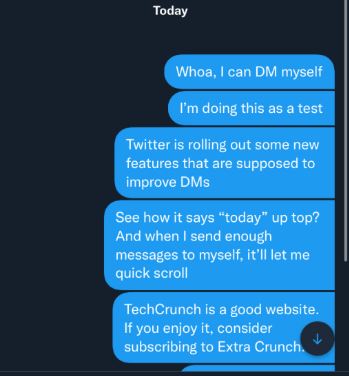 Today
Whoa, I can DM myself
I'm doing this as a test
Twitter is rolling out some new
features that are supposed to
improve DMs
See how it says "today" up top?
And when I send enough
messages to myself, it'll let me
quick scroll
TechCrunch is a good website.
If you enjoy it, consider
subscribing to Extra Crunch.